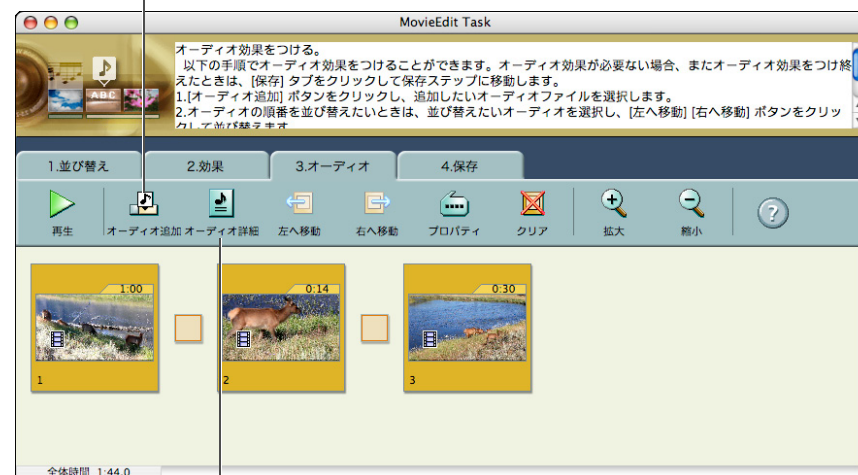 MovieEdit Task
オーディオ効果をつける。
以下の手順でオーディオ効果をつけることができます。オーディオ効果が必要ない場合、またオーディオ効果をつけ終
えたときは、[保存] タブをクリックして保存ステップに移動します。
1.[オーディオ追加] ボタンをクリックし、追加したいオーディオファイルを選択します。
2.オーディオの順番を並び替えたいときは、並び替えたいオーディオを選択し、[左へ移動] [右へ移動] ボタンをクリッ
クして並び替えます
ABC
1.並び替え 2.効果 3.オーディオ 4.保存
再生 オーディオ追加 オーディオ詳細 左へ移動 右へ移動 プロパティ クリア 拡大 縮小 ?
1:00 0:14 0:30
1 2 3
全体時間 1:44.0